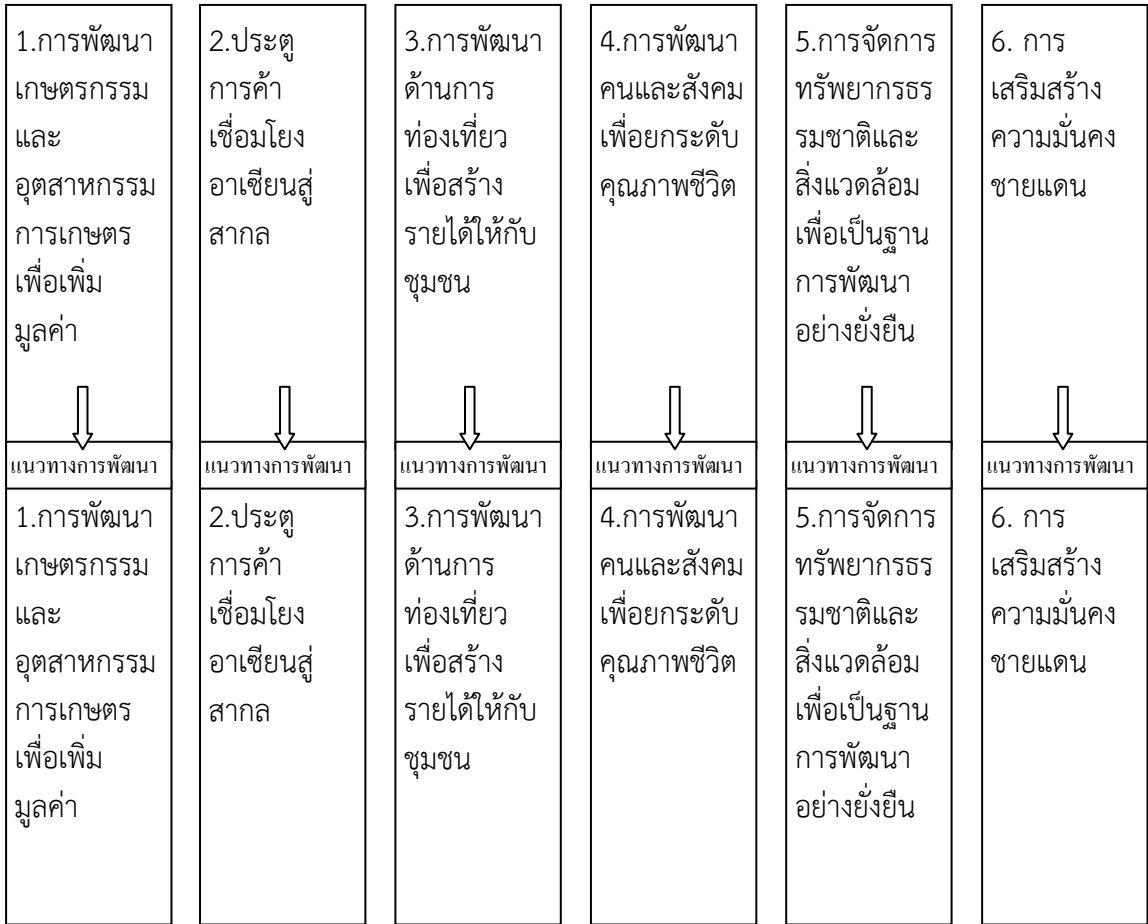 1.การพัฒนา
เกษตรกรรม
และ
อุตสาหกรรม
การเกษตร
เพื่อเพิ่ม
มูลค่า
2.ประตู
การค้า
เชื่อมโยง
อาเซียนสู่
สากล
3.การพัฒนา
ด้านการ
ท่องเที่ยว
เพื่อสร้าง
รายได้ให้กับ
ชุมชน
4.การพัฒนา
คนและสังคม
เพื่อยกระดับ
คุณภาพชีวิต
5.การจัดการ
ทรัพยากรธร
รมชาติและ
สิ่งแวดล้อม
เพื่อเป็นฐาน
การพัฒนา
อย่างยั่งยืน
6. การ
เสริมสร้าง
ความมั่นคง
ชายแดน
แนวทางการพัฒนา
แนวทางการพัฒนา
แนวทางการพัฒนา
แนวทางการพัฒนา
แนวทางการพัฒนา
แนวทางการพัฒนา
1.การพัฒนา
เกษตรกรรม
และ
อุตสาหกรรม
การเกษตร
เพื่อเพิ่ม
มูลค่า
2.ประตู
การค้า
เชื่อมโยง
อาเซียนสู่
สากล
3.การพัฒนา
ด้านการ
ท่องเที่ยว
เพื่อสร้าง
รายได้ให้กับ
ชุมชน
4.การพัฒนา
คนและสังคม
เพื่อยกระดับ
คุณภาพชีวิต
5.การจัดการ
ทรัพยากรธร
รมชาติและ
สิ่งแวดล้อม
เพื่อเป็นฐาน
การพัฒนา
อย่างยั่งยืน
6. การ
เสริมสร้าง
ความมั่นคง
ชายแดน